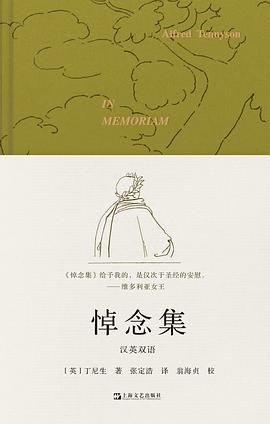 Alfred Tennyson
IN
MEMORIAM
《悼念集》给予我的，是仅次于圣经的安慰。
——维多利亚女王
悼念集
汉英双语
[英] 丁尼生 著 张定浩 译 翁海贞 校
上海文艺出版社